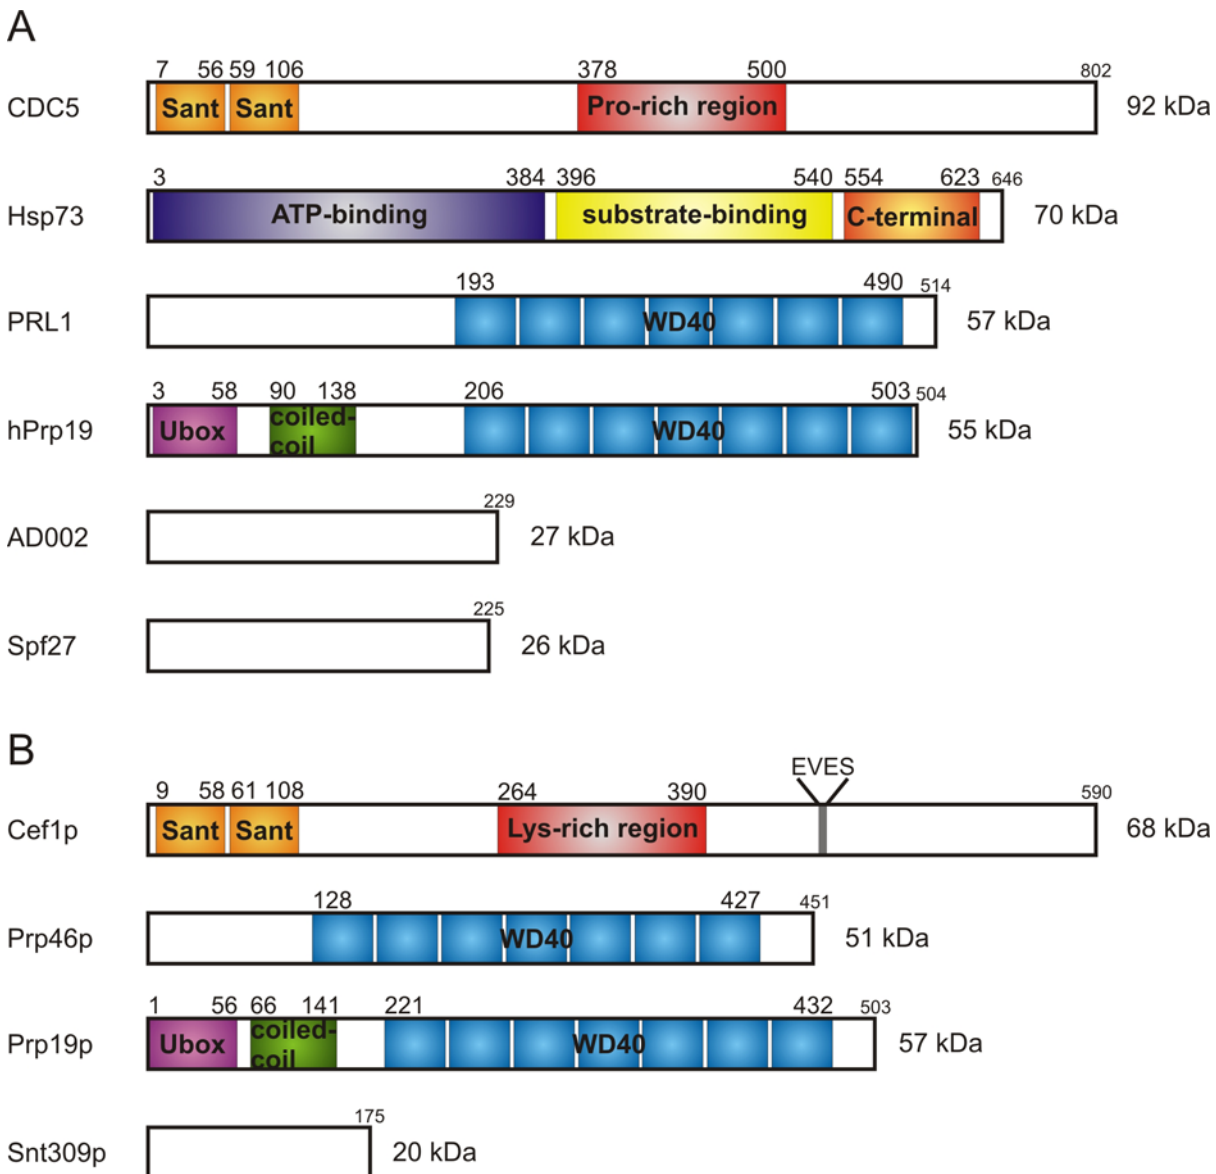 A
7 56 59 106 378 500 802
CDC5 Sant Sant Pro-rich region 92 kDa
3 384 396 540 554 623 646
Hsp73 ATP-binding substrate-binding C-terminal 70 kDa
193 490 514
PRL1 WD40 57 kDa
3 58 90 138 206 503 504
hPrp19 Ubox coiled-coil WD40 55 kDa
229
AD002 27 kDa
225
Spf27 26 kDa
B
EVES
9 58 61 108 264 390 590
Cef1p Sant Sant Lys-rich region 68 kDa
128 427 451
Prp46p WD40 51 kDa
1 56 66 141 221 432 503
Prp19p Ubox coiled-coil WD40 57 kDa
175
Snt309p 20 kDa